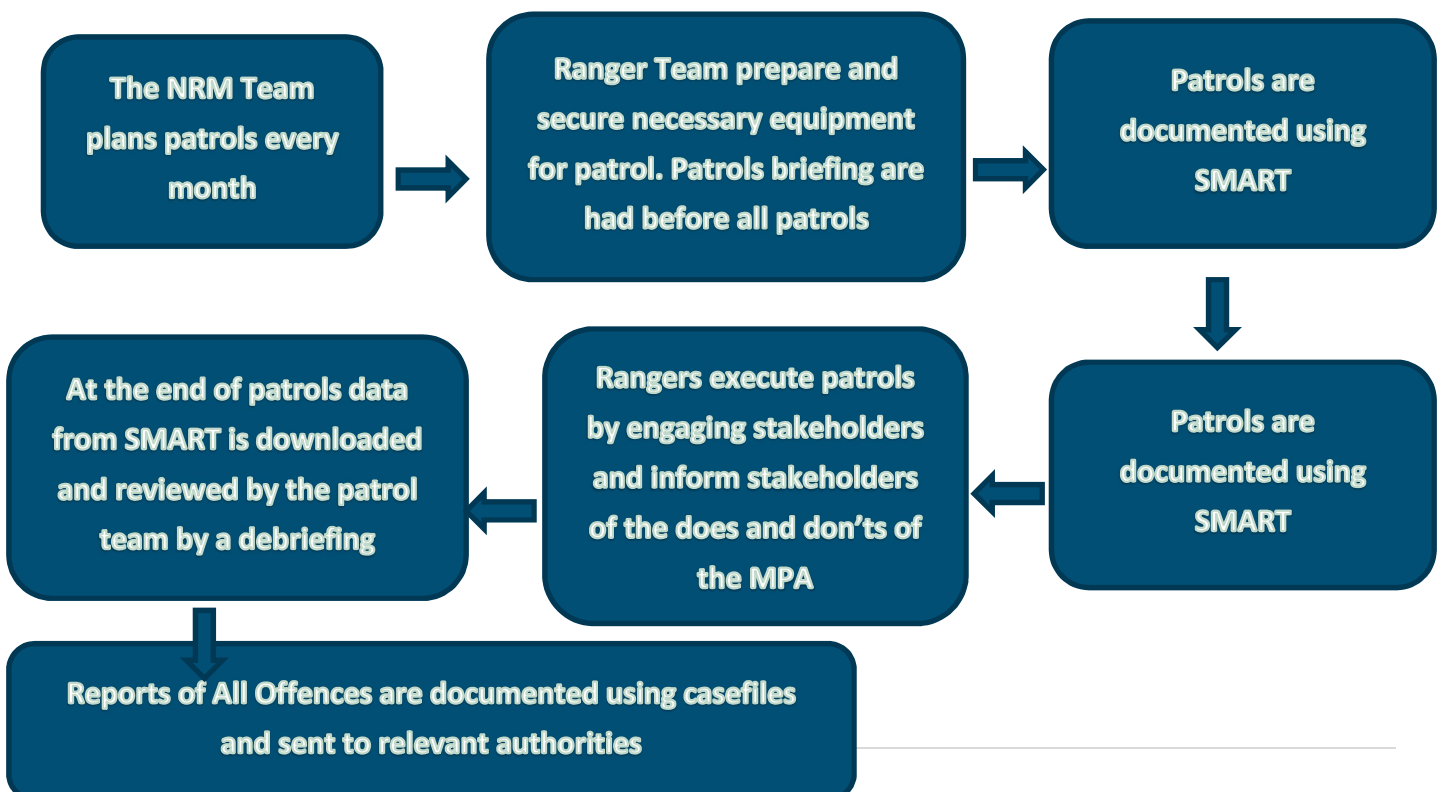 The NRM Team
plans patrols every
month
Ranger Team prepare and
secure necessary equipment
for patrol. Patrols briefing are
had before all patrols
Patrols are
documented using
SMART
Patrols are
documented using
SMART
Rangers execute patrols
by engaging stakeholders
and inform stakeholders
of the does and don’ts of
the MPA
At the end of patrols data
from SMART is downloaded
and reviewed by the patrol
team by a debriefing
Reports of All Offences are documented using casefiles
and sent to relevant authorities